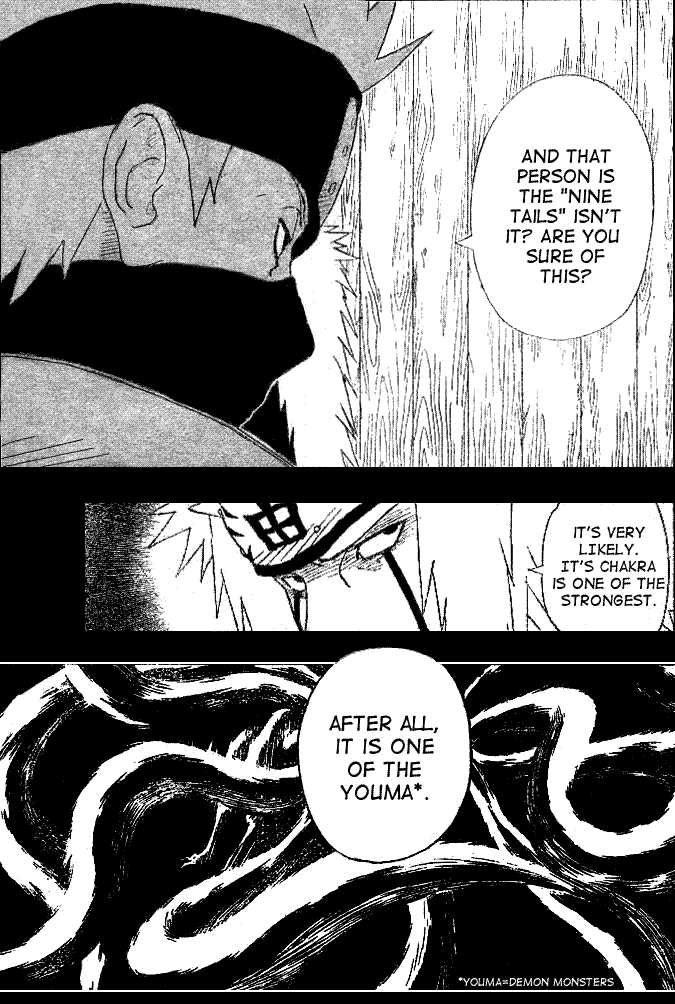 AND THAT
PERSON IS
THE "NINE
TAILS" ISN'T
IT? ARE YOU
SURE OF
THIS?
IT'S VERY
LIKELY.
IT'S CHAKRA
IS ONE OF THE
STRONGEST.
AFTER ALL,
IT IS ONE
OF THE
YOUMA*.
*YOUMA=DEMON MONSTERS